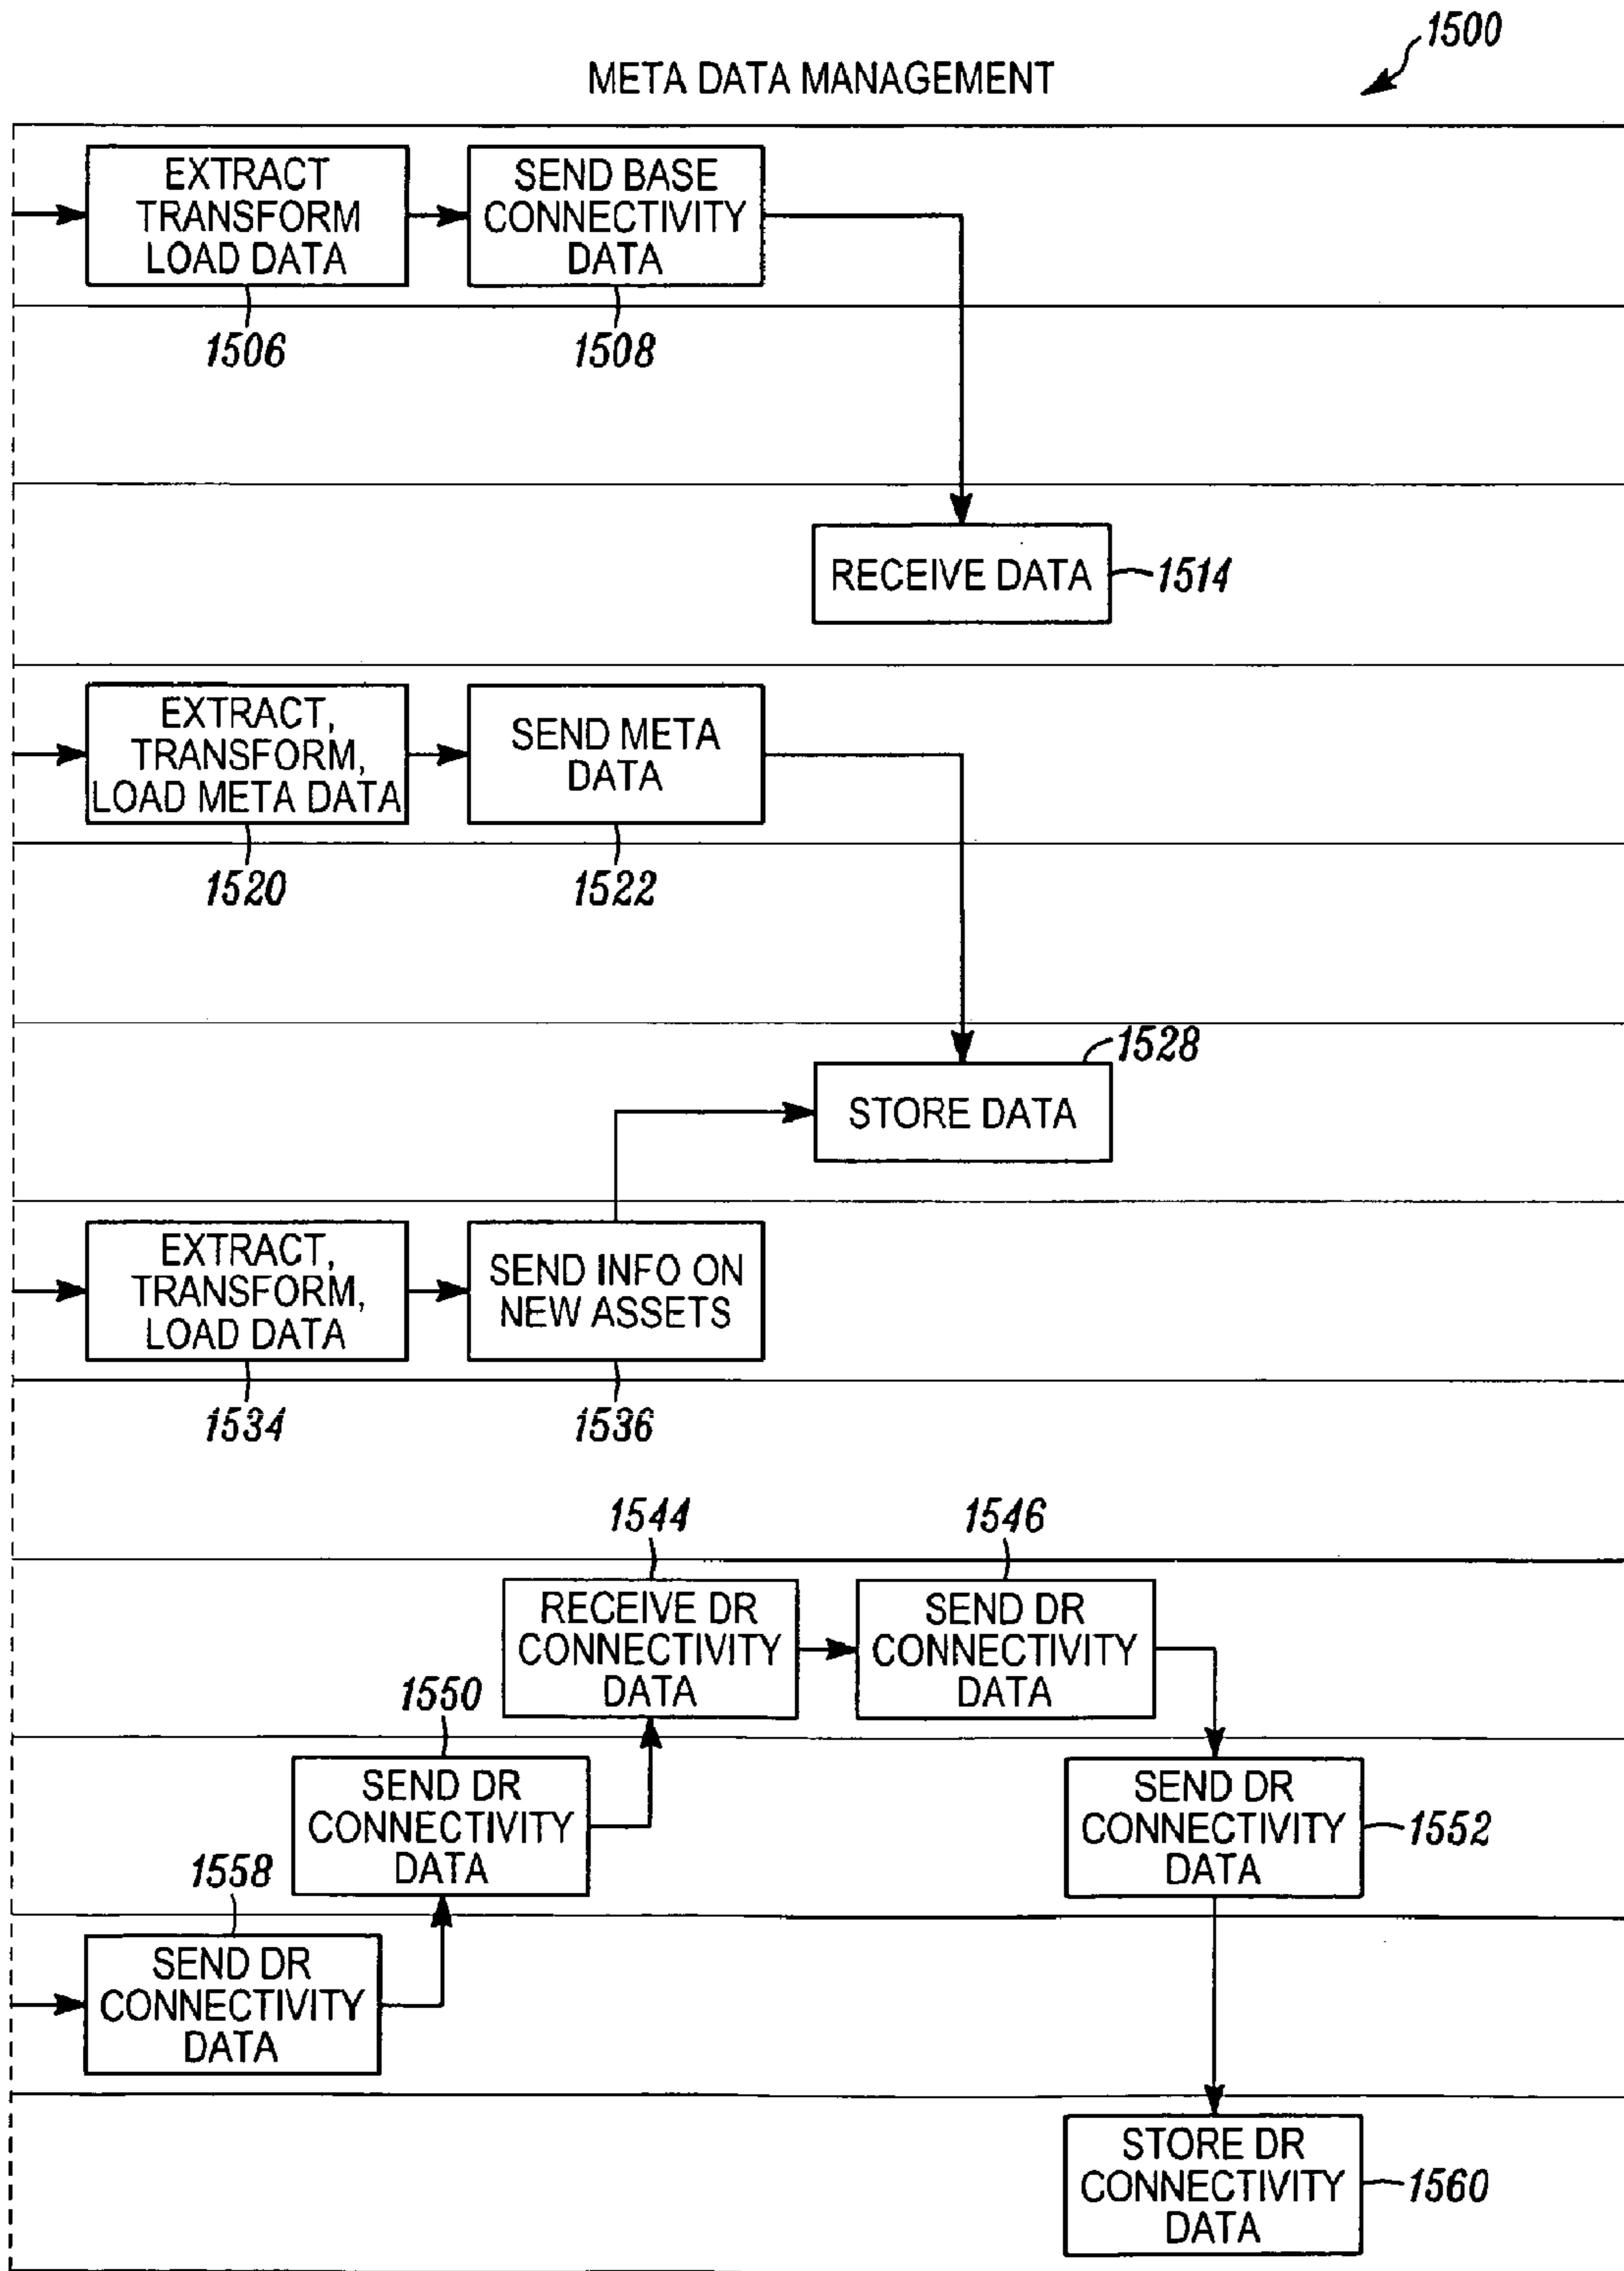 1500
META DATA MANAGEMENT
EXTRACT
TRANSFORM
LOAD DATA
SEND BASE
CONNECTIVITY
DATA
1506
1508
RECEIVE DATA
1514
EXTRACT,
TRANSFORM,
LOAD META DATA
SEND META
DATA
1520
1522
1528
STORE DATA
EXTRACT,
TRANSFORM,
LOAD DATA
SEND INFO ON
NEW ASSETS
1534
1536
1544
1546
RECEIVE DR
CONNECTIVITY
DATA
SEND DR
CONNECTIVITY
DATA
1550
SEND DR
CONNECTIVITY
DATA
SEND DR
CONNECTIVITY
DATA
1552
1558
SEND DR
CONNECTIVITY
DATA
STORE DR
CONNECTIVITY
DATA
1560